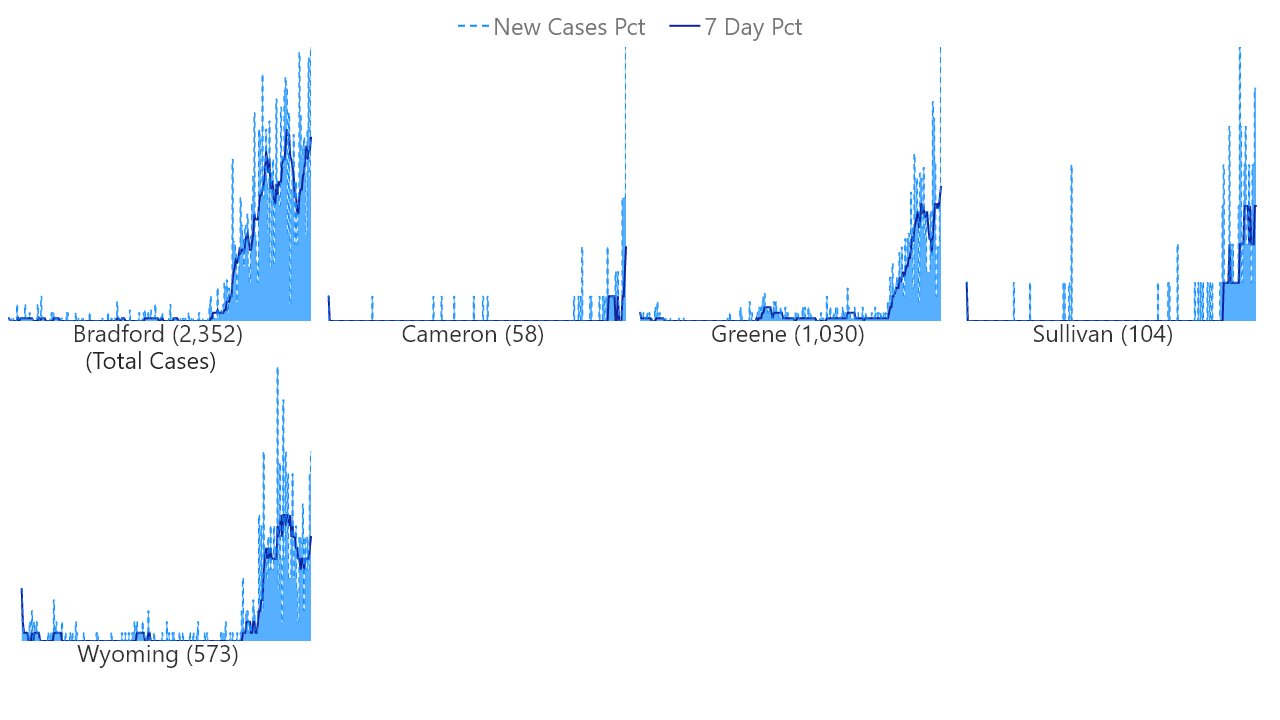 New Cases Pct 7 Day Pct
Bradford (2,352)
(Total Cases)
Cameron (58)
Greene (1,030)
Sullivan (104)
Wyoming (573)